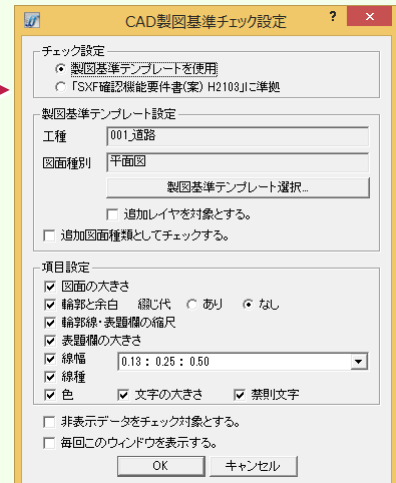 CAD製図基準チェック設定 ? ×
チェック設定
製図基準テンプレートを使用
「SXF確認機能要件書(案) H2103」に準拠
製図基準テンプレート設定
工種 001_道路
図面種別 平面図
製図基準テンプレート選択...
追加レイヤを対象とする。
追加図面種類としてチェックする。
項目設定
図面の大きさ
輪郭と余白 綴じ代 あり なし
輪郭線・表題欄の縮尺
表題欄の大きさ
線幅 0.13 : 0.25 : 0.50
線種
色 文字の大きさ 禁則文字
非表示データをチェック対象とする。
毎回このウィンドウを表示する。
OK キャンセル